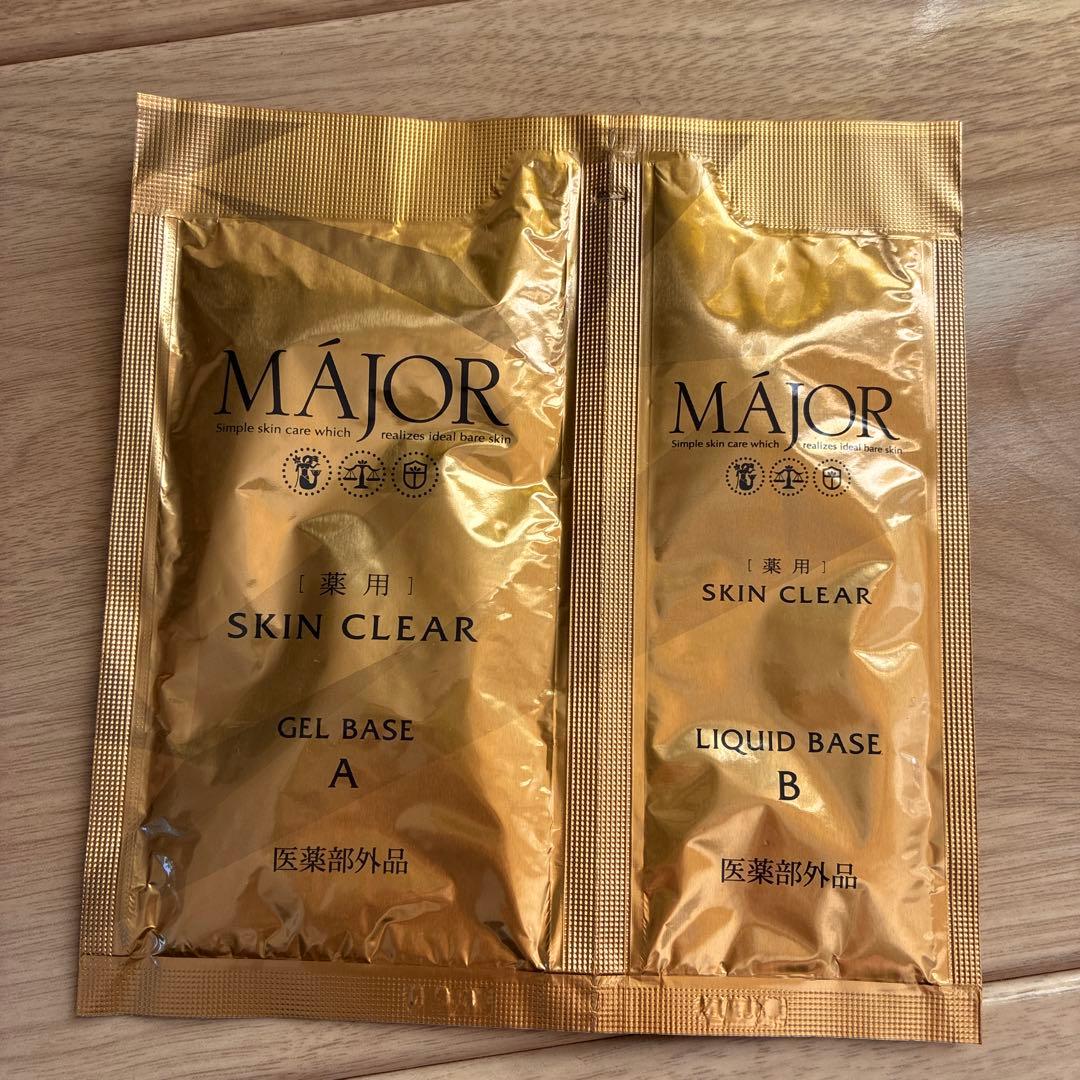 MÁJOR
Simple skin care which realizes ideal bare skin
[薬用]
SKIN CLEAR
GEL BASE
A
医薬部外品
MÁJOR
Simple skin care which realizes ideal bare skin
[薬用]
SKIN CLEAR
LIQUID BASE
B
医薬部外品